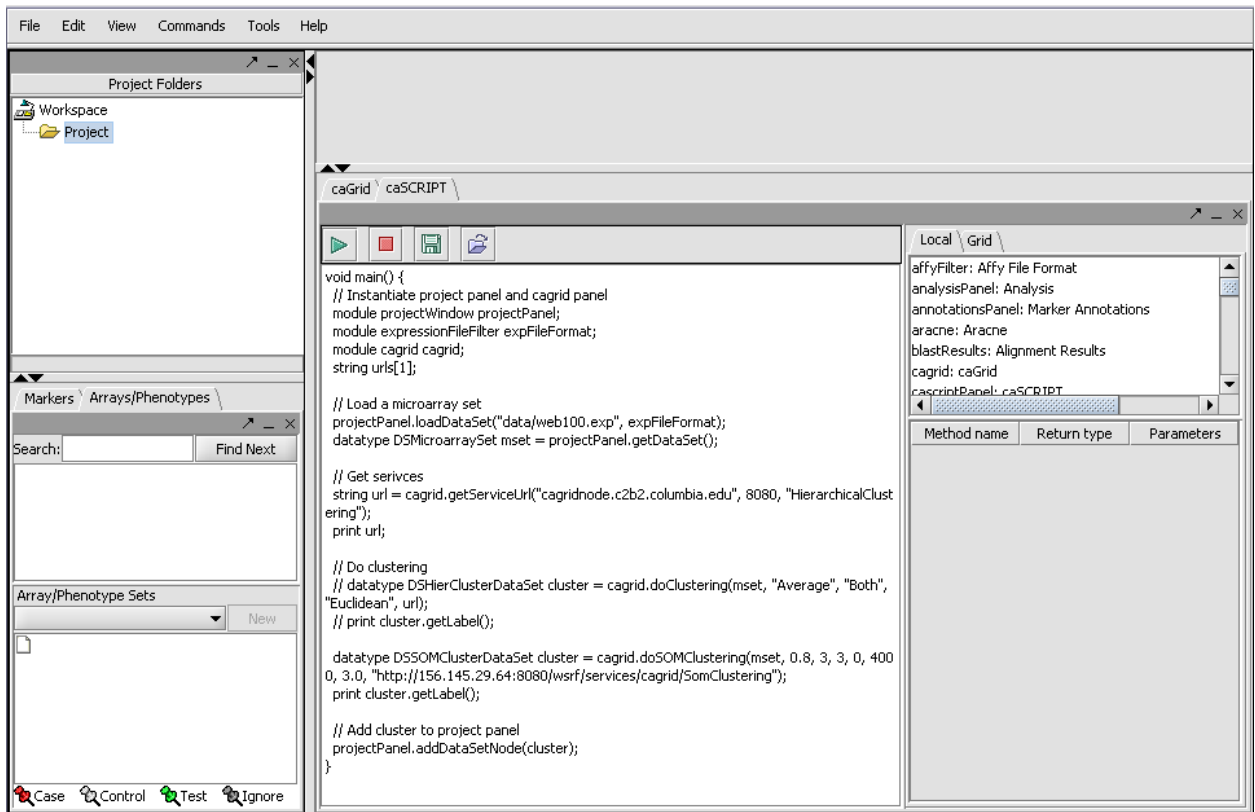 File Edit View Commands Tools Help
Project Folders
Workspace
Project
Markers Arrays/Phenotypes
Search: Find Next
Array/Phenotype Sets
New
Case Control Test Ignore
caGrid caSCRIPT
void main() {
// Instantiate project panel and cagrid panel
module projectWindow projectPanel;
module expressionFileFilter expFileFormat;
module cagrid cagrid;
string urls[1];
// Load a microarray set
projectPanel.loadDataSet("data/web100.exp", expFileFormat);
datatype DSMicroarraySet mset = projectPanel.getDataSet();
// Get serivces
string url = cagrid.getServiceUrl("cagridnode.c2b2.columbia.edu", 8080, "HierarchicalClust
ering");
print url;
// Do clustering
// datatype DSHierClusterDataSet cluster = cagrid.doClustering(mset, "Average", "Both",
"Euclidean", url);
// print cluster.getLabel();
datatype DSSOMClusterDataSet cluster = cagrid.doSOMClustering(mset, 0.8, 3, 3, 0, 400
0, 3.0, "http://156.145.29.64:8080/wsrf/services/cagrid/SomClustering");
print cluster.getLabel();
// Add cluster to project panel
projectPanel.addDataSetNode(cluster);
}
Local Grid
affyFilter: Affy File Format
analysisPanel: Analysis
annotationsPanel: Marker Annotations
aracne: Aracne
blastResults: Alignment Results
cagrid: caGrid
cascriptPanel: caSCRIPT
Method name Return type Parameters